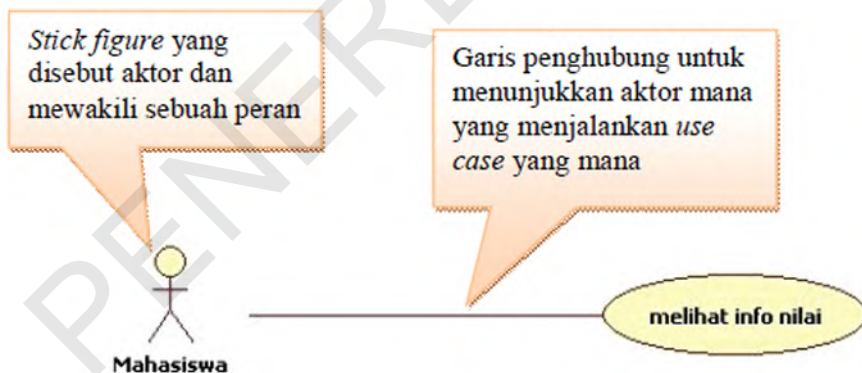 Stick figure yang
disebut aktor dan
mewakili sebuah peran
Garis penghubung untuk
menunjukkan aktor mana
yang menjalankan use
case yang mana
melihat info nilai
Mahasiswa
PENER